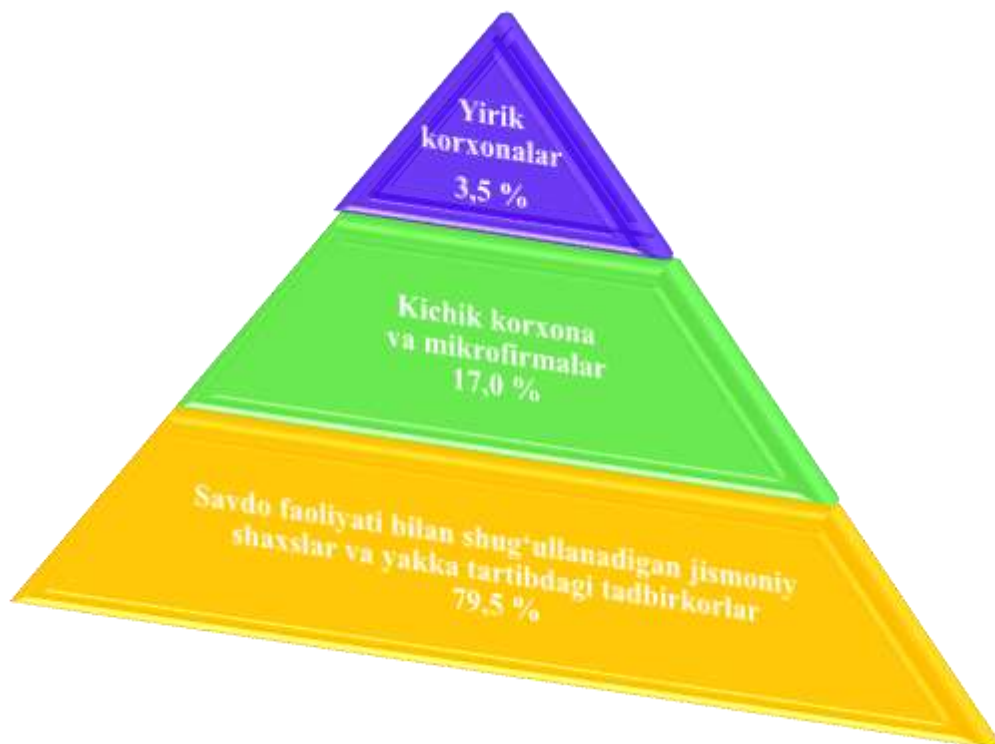 Yirik
korxonalar
3,5 %
Kichik korxona
va mikrofirmalar
17,0 %
Savdo faoliyati bilan shug‘ullanadigan jismoniy
shaxslar va yakka tartibdagi tadbirkorlar
79,5 %